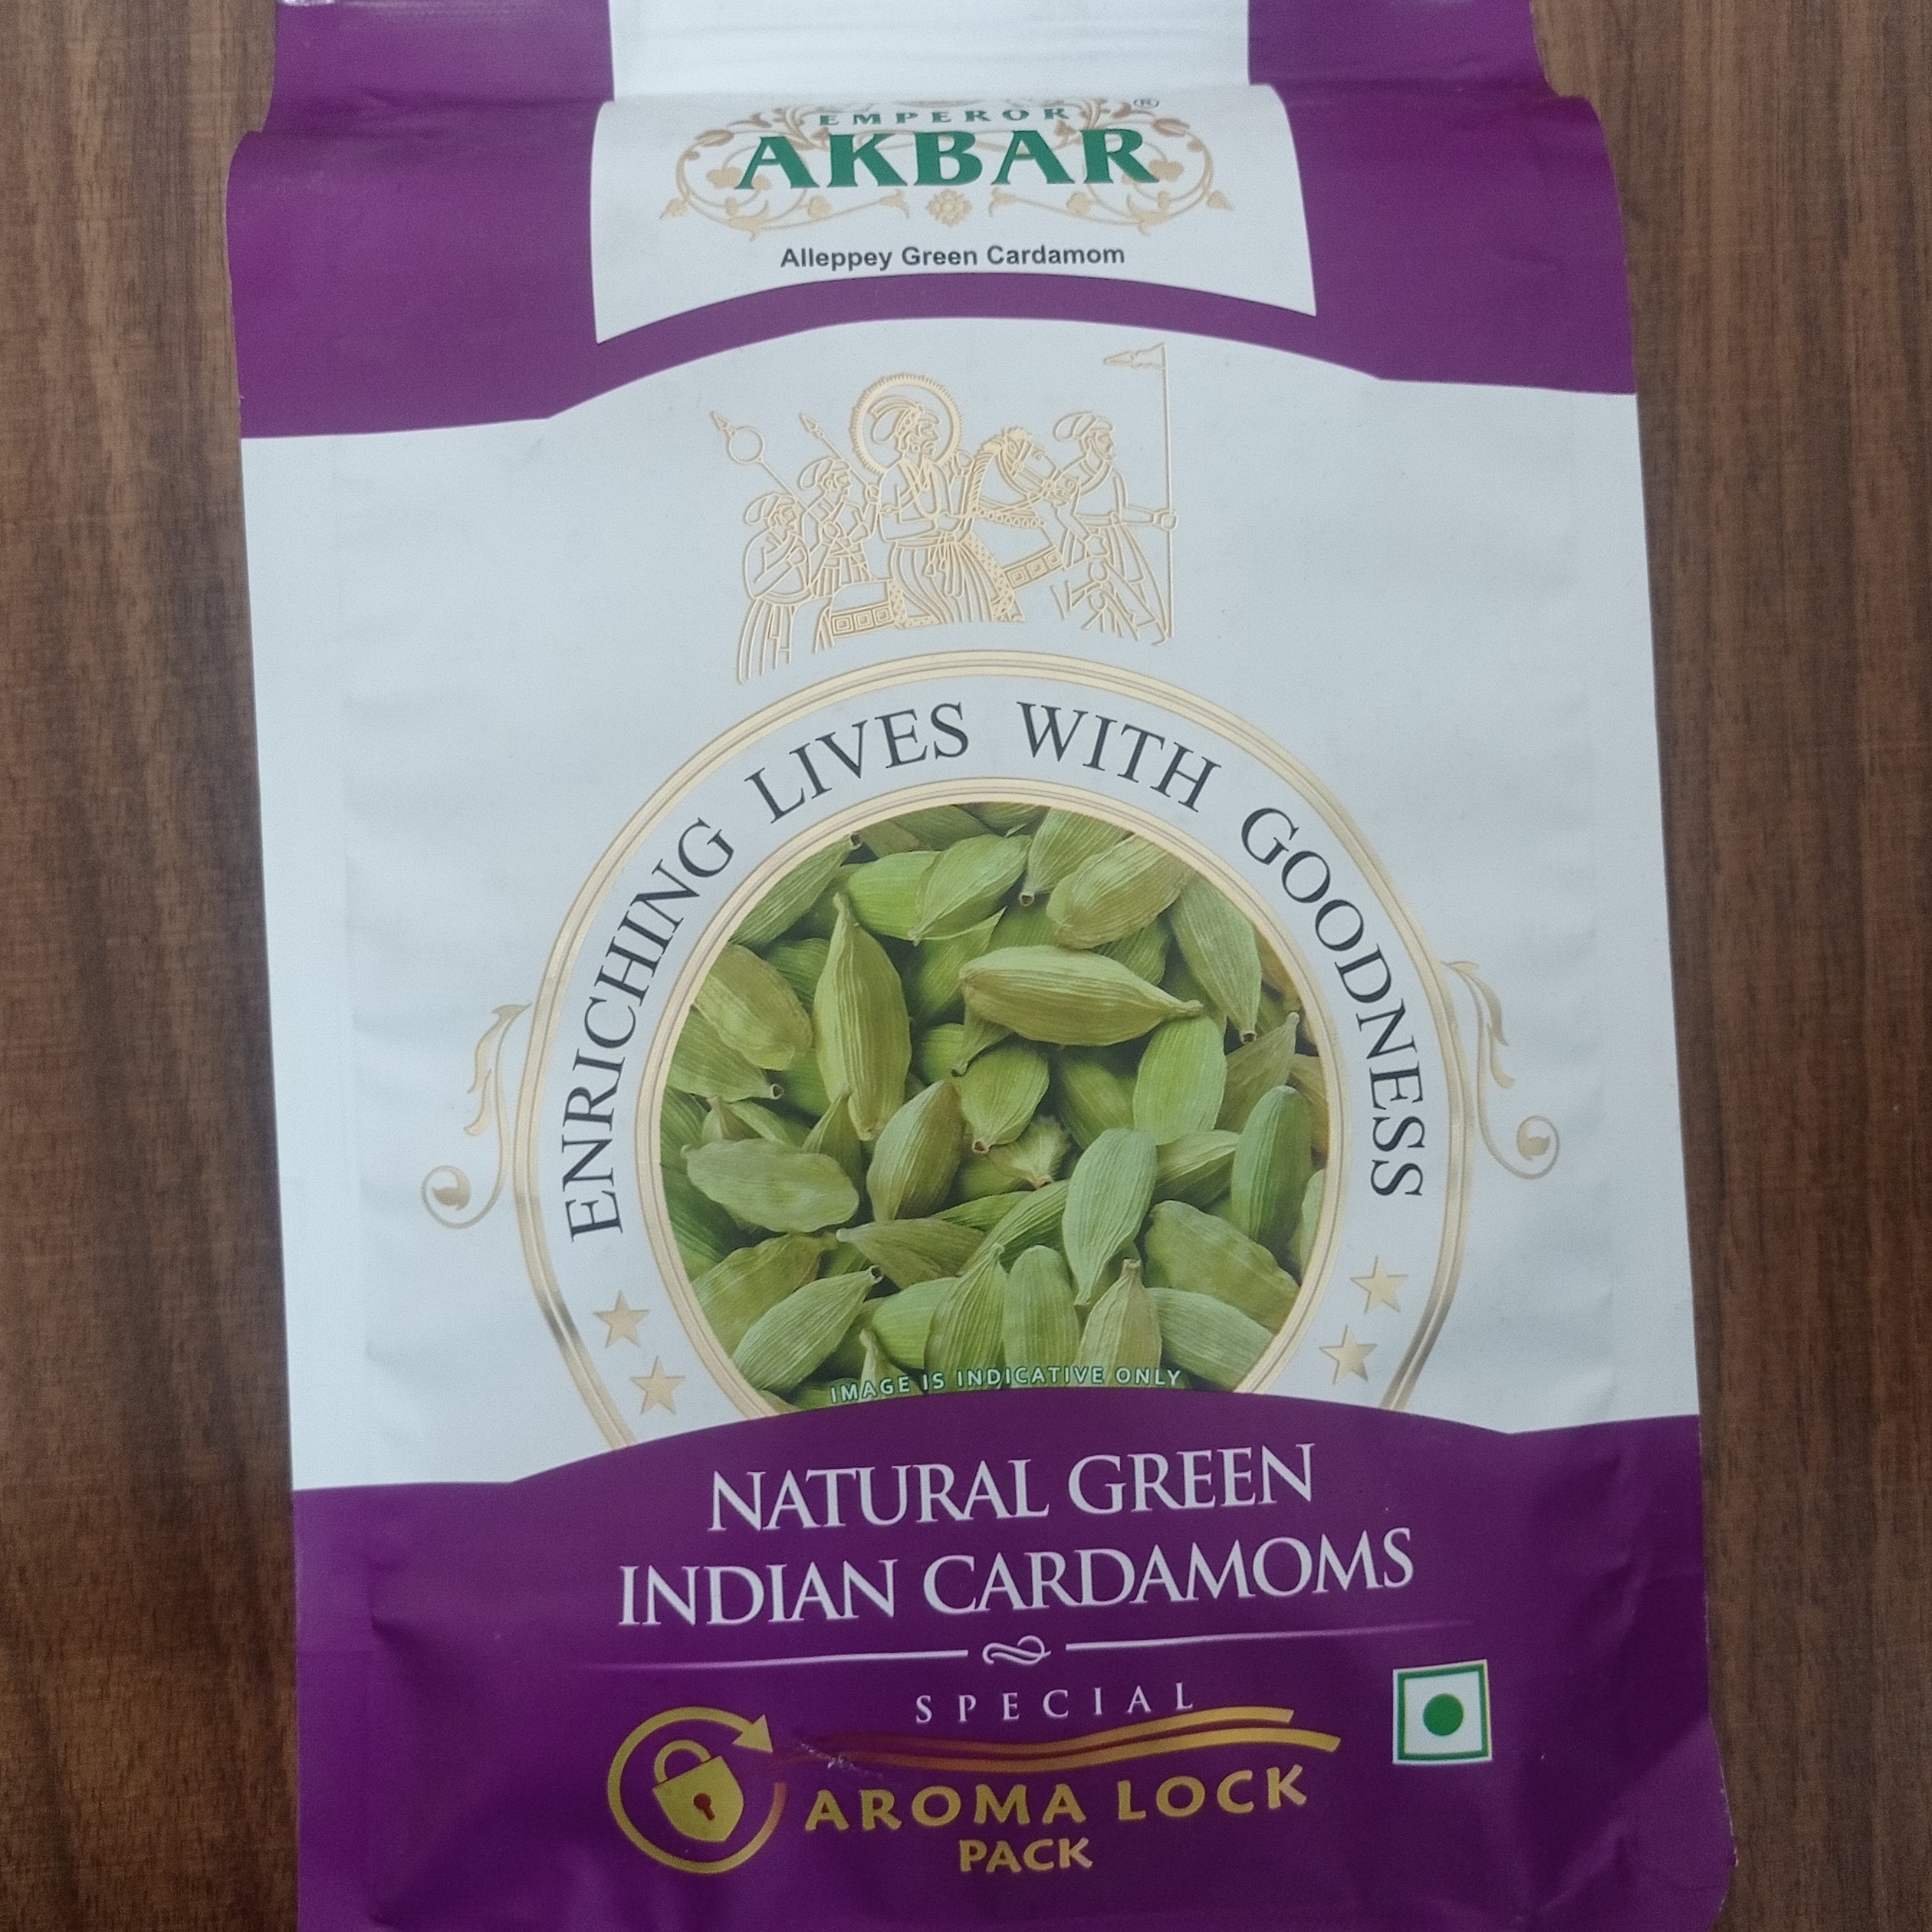 EMPEROR
AKBAR®
Alleppey Green Cardamom
ENRICHING LIVES WITH GOODNESS
IMAGE IS INDICATIVE ONLY
NATURAL GREEN
INDIAN CARDAMOMS
SPECIAL
AROMA LOCK
PACK